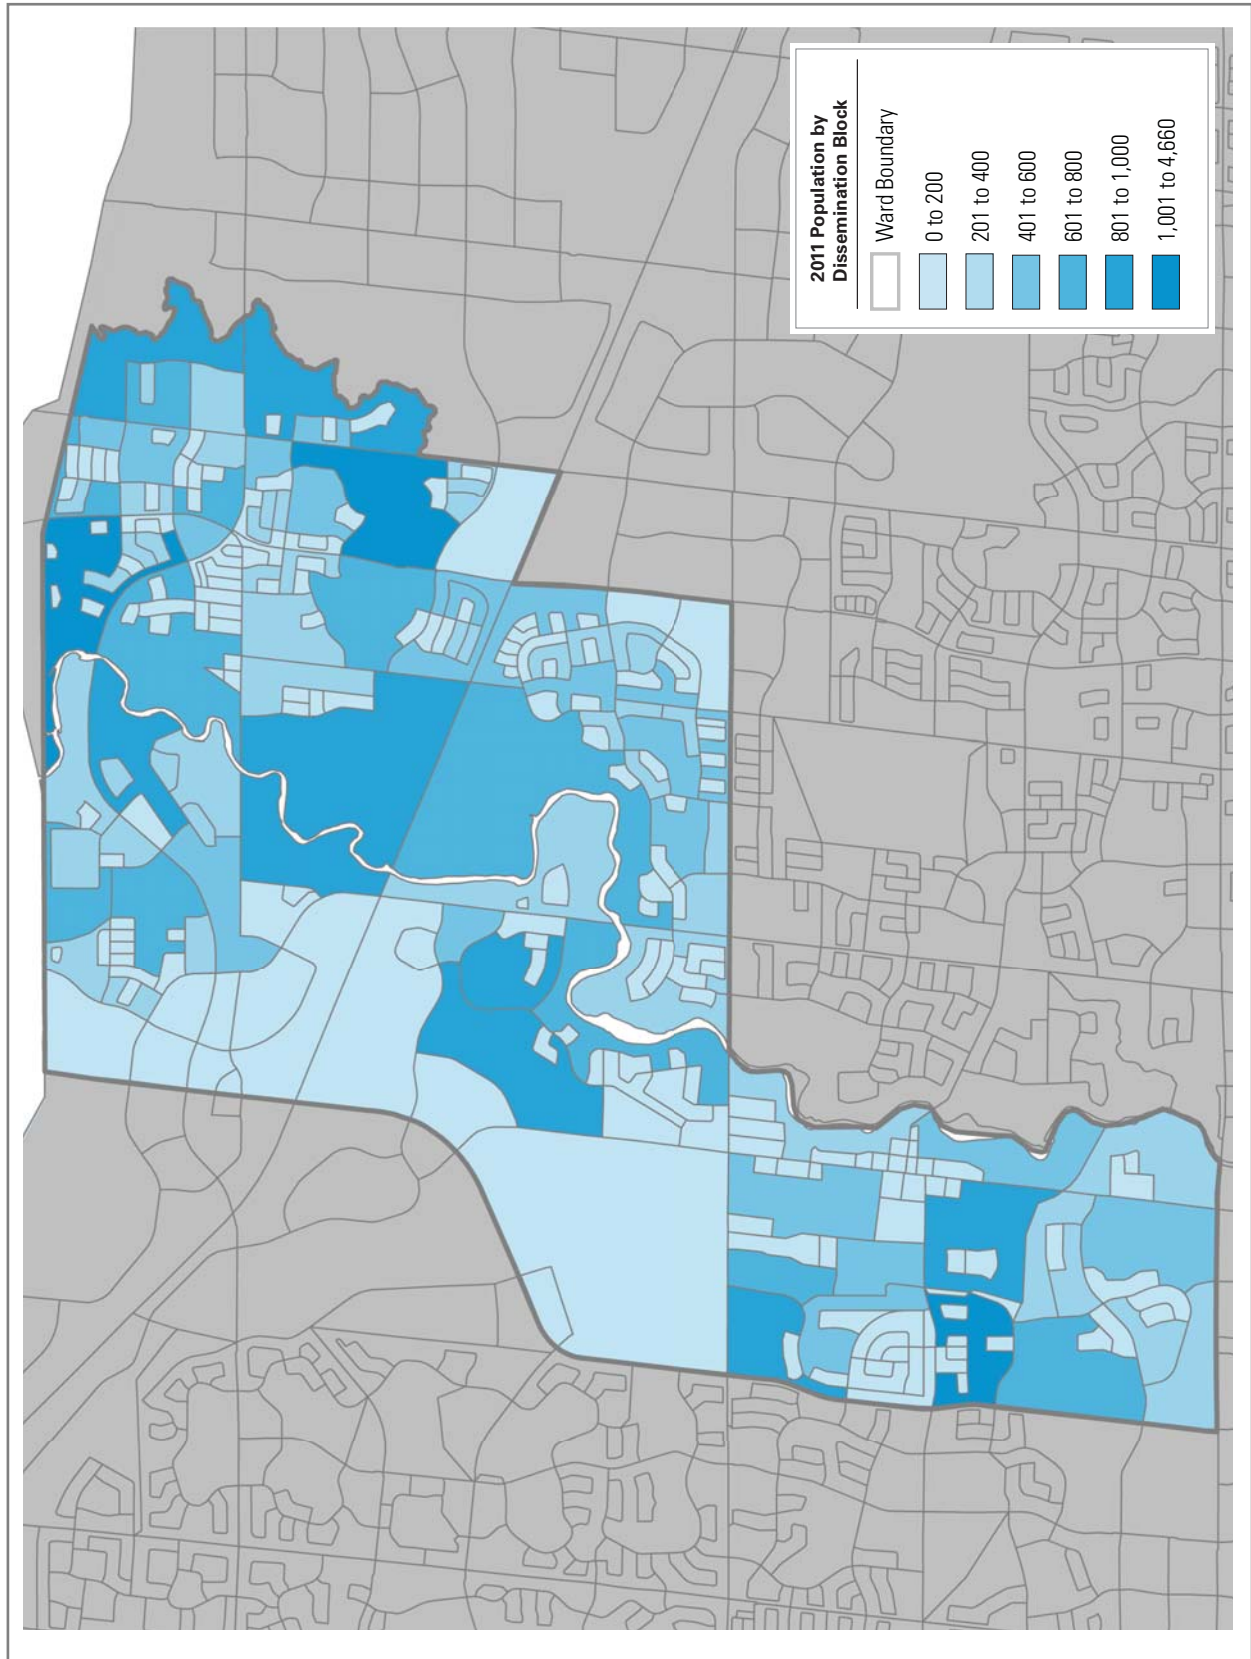 2011 Population by
Dissemination Block
Ward Boundary
0 to 200
201 to 400
401 to 600
601 to 800
801 to 1,000
1,001 to 4,660